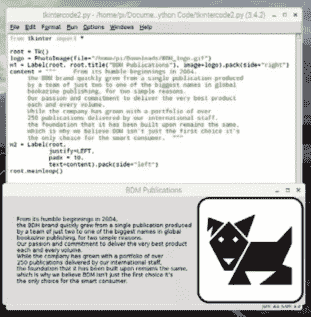 tkintercode2.py - /home/pi/Docume...ython Code/tkintercode2.py (3.4.2)
File Edit Format Run Options Windows Help
from tkinter import *
root = Tk()
logo = PhotoImage(file="/home/pi/Downloads/BDM_logo.gif")
w1 = Label(root, root.title("BDM Publications"), image=logo).pack(side="right")
content = """ From its humble beginnings in 2004,
the BDM brand quickly grew from a single publication produced
by a team of just two to one of the biggest names in global
bookazine publishing, for two simple reasons.
Our passion and commitment to deliver the very best product
each and every volume.
While the company has grown with a portfolio of over
250 publications delivered by our international staff,
the foundation that it has been built upon remains the same,
which is why we believe BDM isn't just the first choice it's
the only choice for the smart consumer. """
w2 = Label(root,
justify=LEFT,
padx = 10,
text=content).pack(side="left")
root.mainloop()
BDM Publications
From its humble beginnings in 2004,
the BDM brand quickly grew from a single publication produced
by a team of just two to one of the biggest names in global
bookazine publishing, for two simple reasons.
Our passion and commitment to deliver the very best product
each and every volume.
While the company has grown with a portfolio of over
250 publications delivered by our international staff,
the foundation that it has been built upon remains the same,
which is why we believe BDM isn't just the first choice it's
the only choice for the smart consumer.